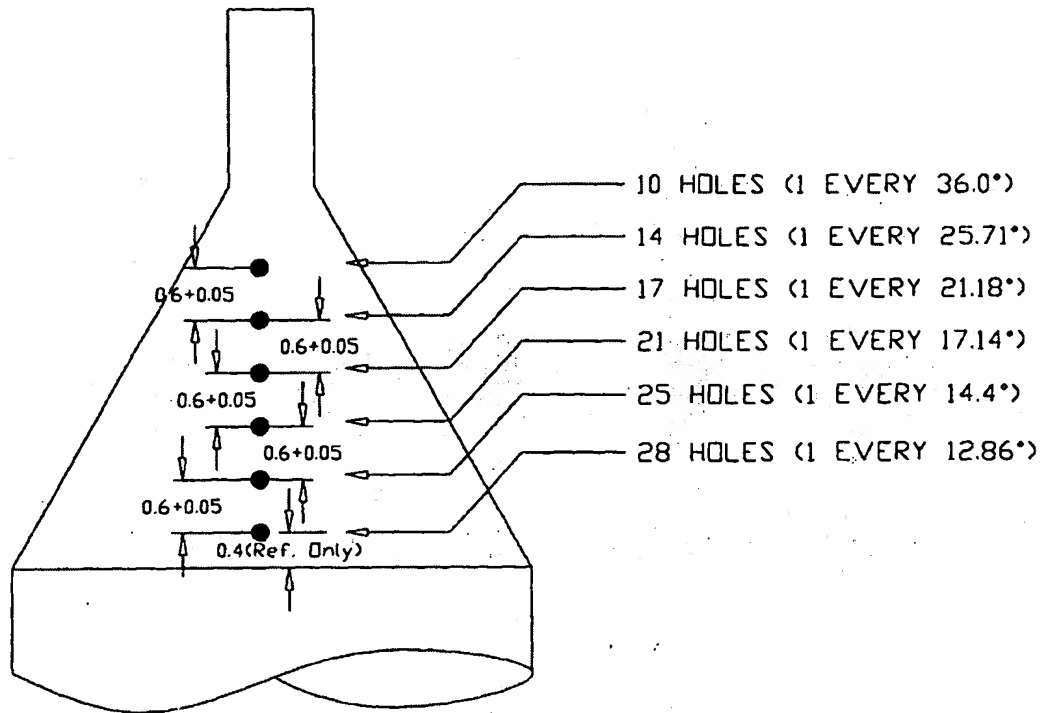 10 HOLES (1 EVERY 36.0°)
14 HOLES (1 EVERY 25.71°)
0.6+0.05
17 HOLES (1 EVERY 21.18°)
0.6+0.05
21 HOLES (1 EVERY 17.14°)
0.6+0.05
25 HOLES (1 EVERY 14.4°)
0.6+0.05
28 HOLES (1 EVERY 12.86°)
0.6+0.05
0.4(Ref. Only)